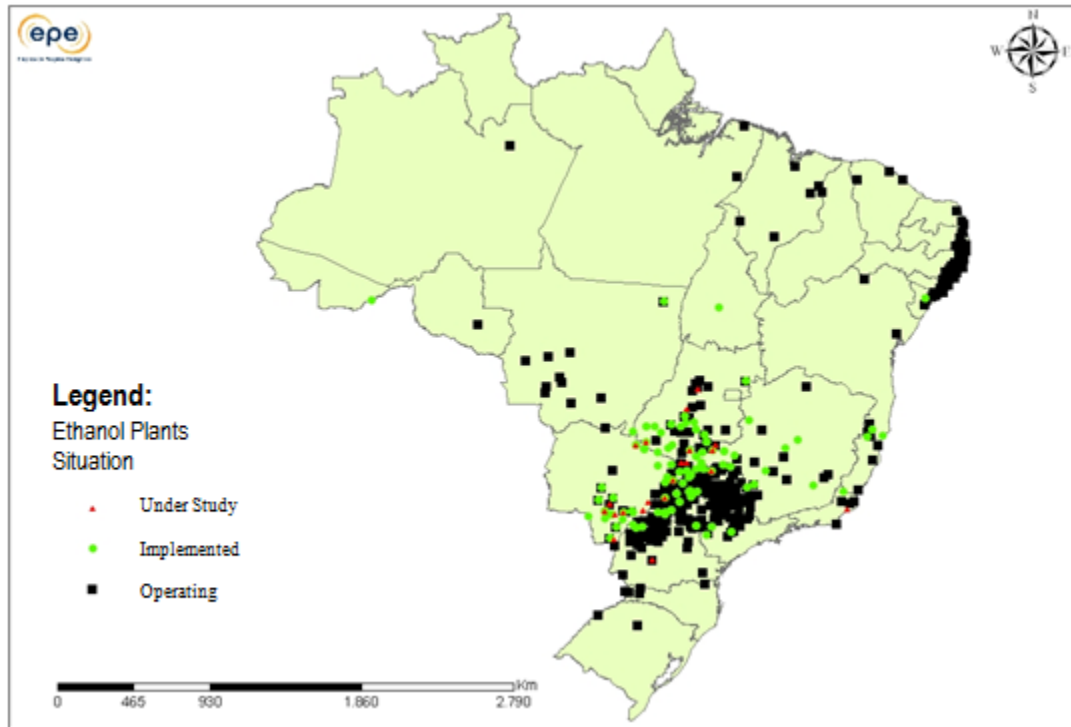 epe
N
W
E
S
Legend:
Ethanol Plants
Situation
Under Study
Implemented
Operating
Km
0 465 930 1.860 2.790